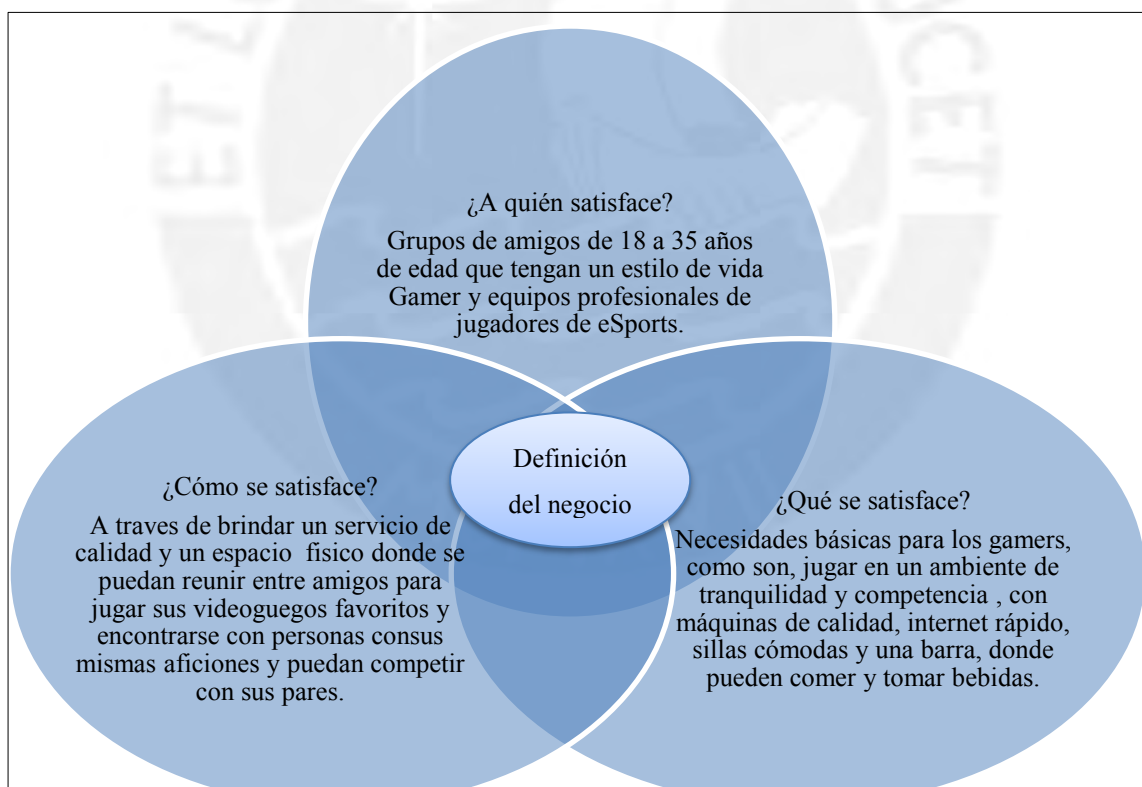 ¿A quién satisface?
Grupos de amigos de 18 a 35 años
de edad que tengan un estilo de vida
Gamer y equipos profesionales de
jugadores de eSports.
Definición
del negocio
¿Cómo se satisface?
A traves de brindar un servicio de
calidad y un espacio fisico donde se
puedan reunir entre amigos para
jugar sus videoguegos favoritos y
encontrarse con personas consus
mismas aficiones y puedan competir
con sus pares.
¿Qué se satisface?
Necesidades básicas para los gamers,
como son, jugar en un ambiente de
tranquilidad y competencia , con
máquinas de calidad, internet rápido,
sillas cómodas y una barra, donde
pueden comer y tomar bebidas.